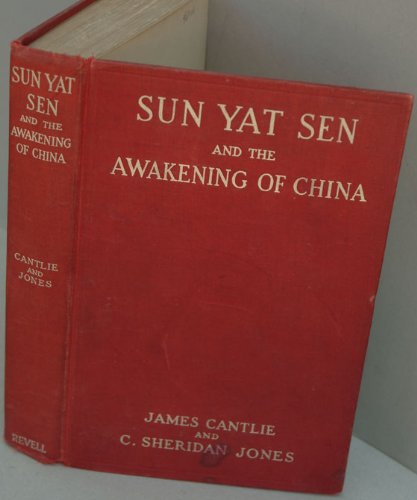 SUN YAT
SEN
AND THE
AWAKENING
OF CHINA
CANTLIE
AND
JONES
REVELL
SUN YAT SEN
AND THE
AWAKENING OF CHINA
JAMES CANTLIE
AND
C. SHERIDAN JONES